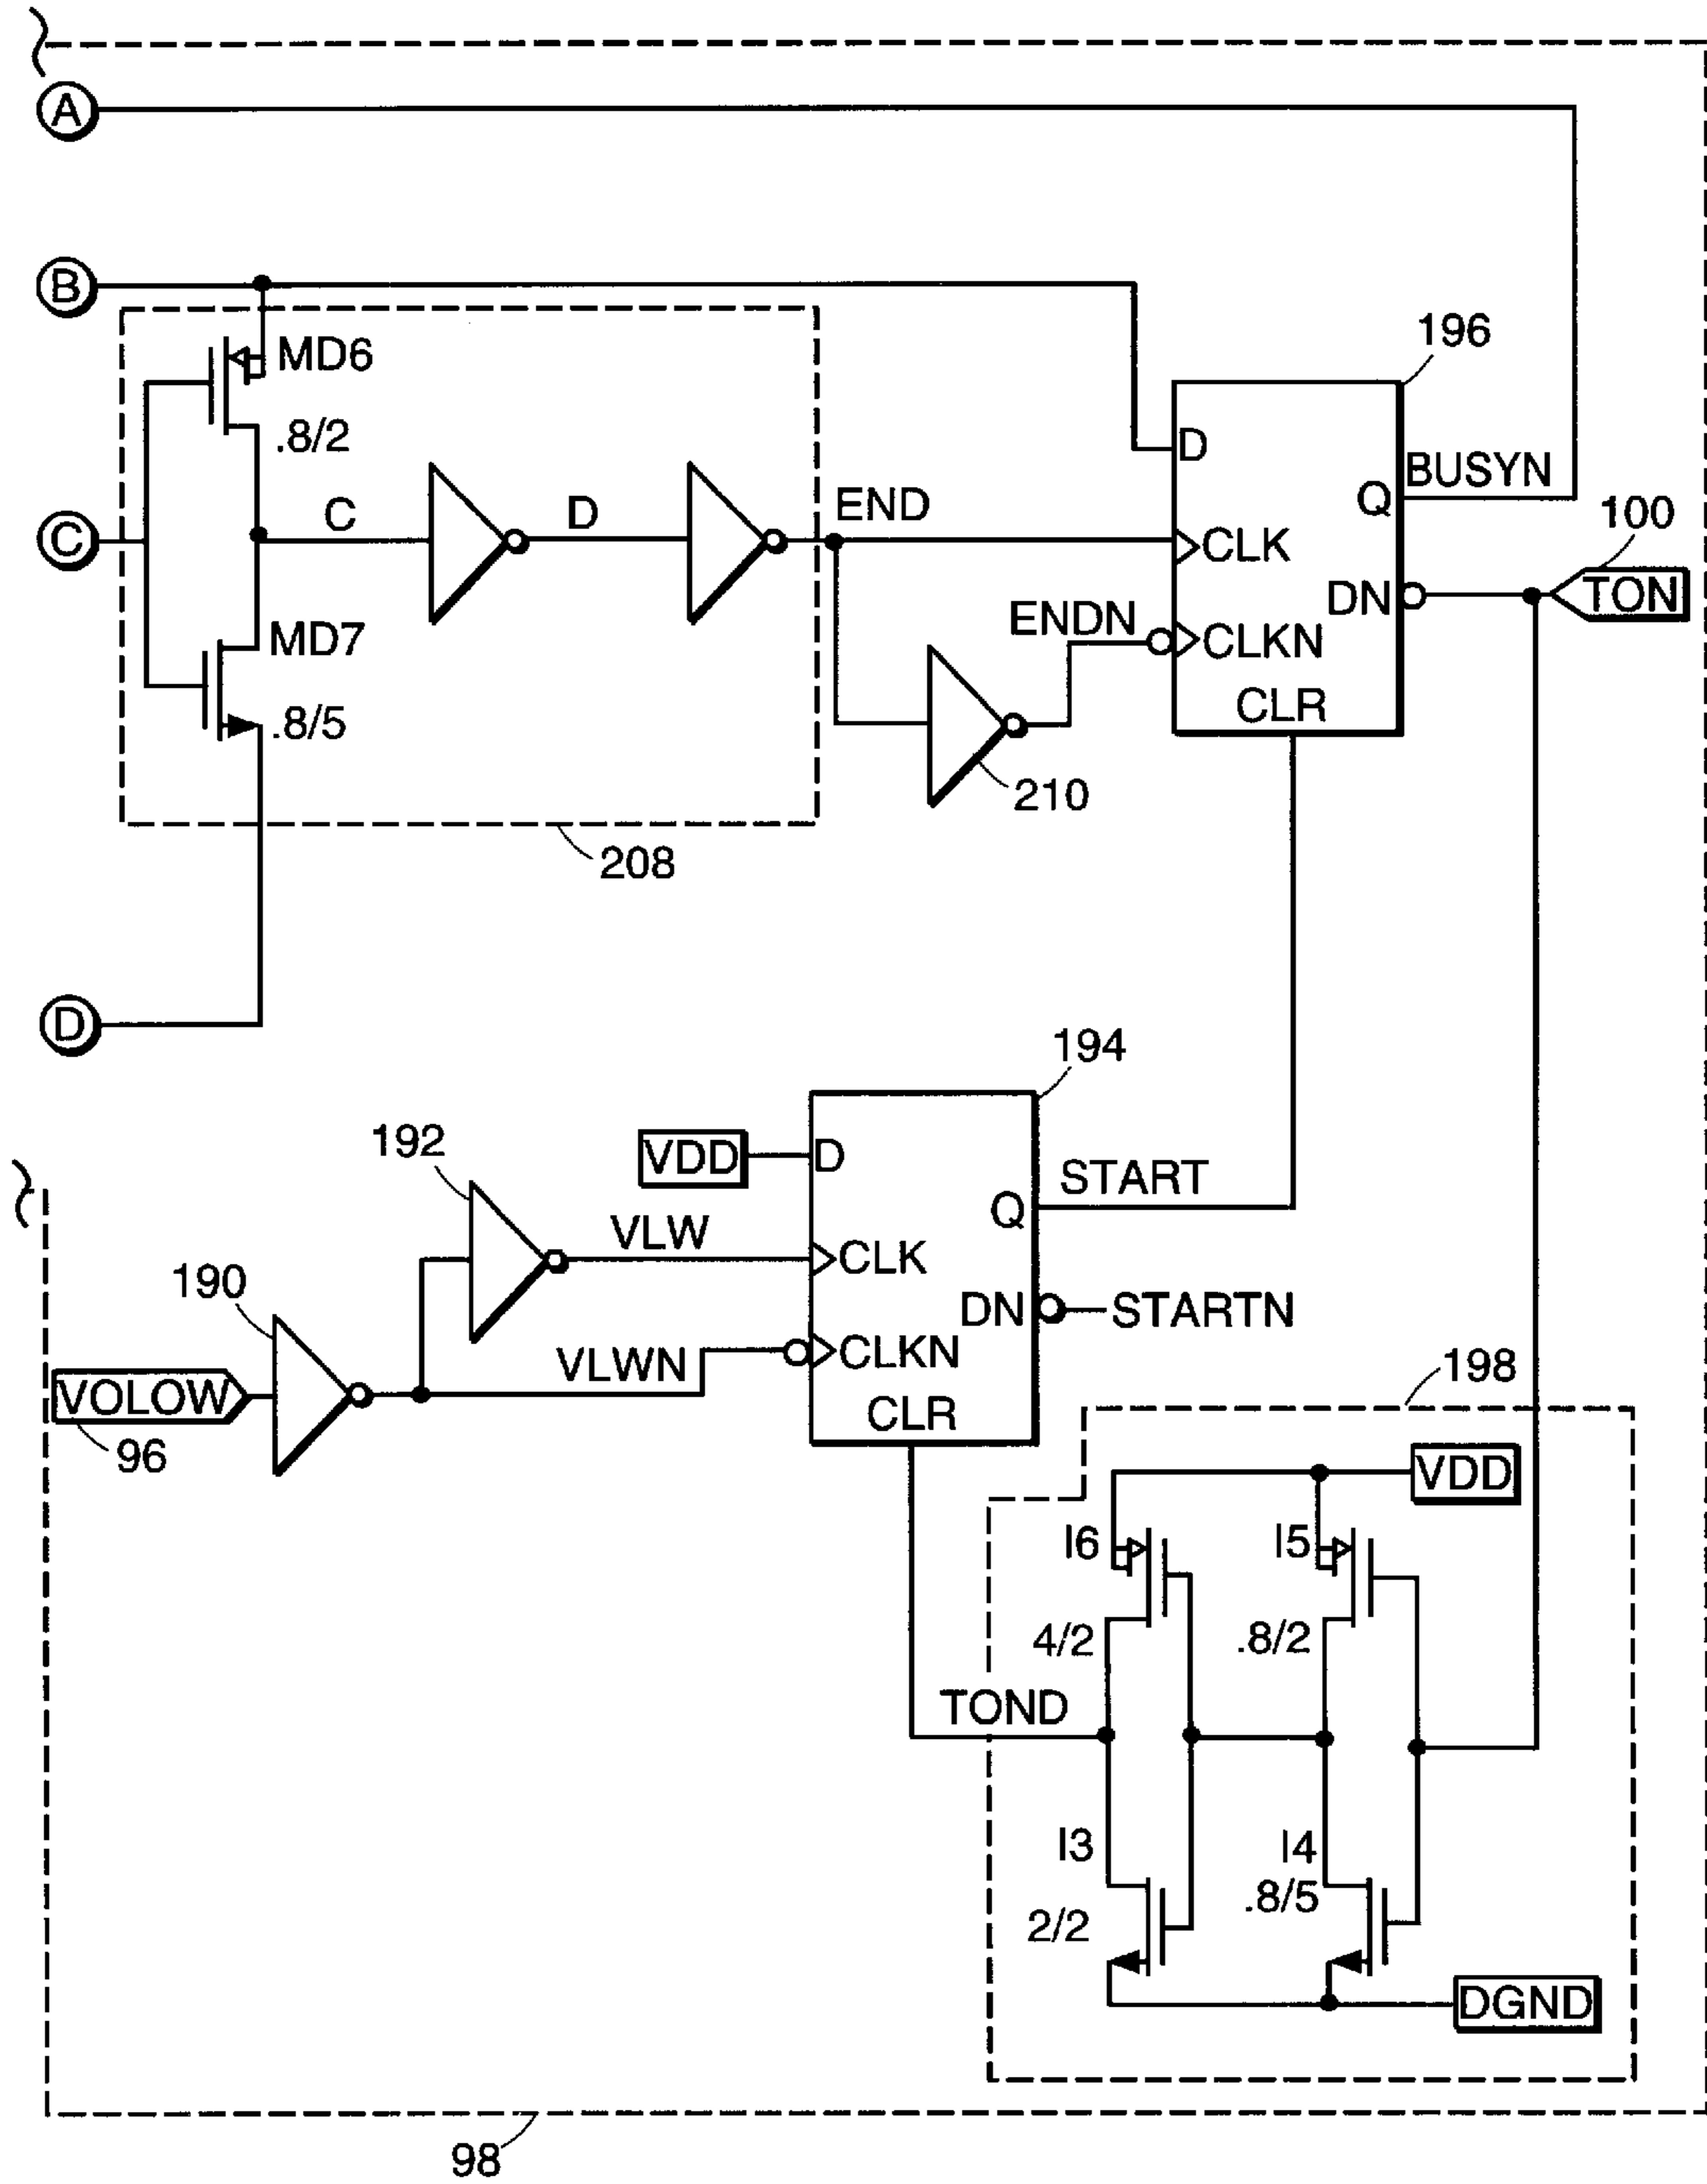 A
B
196
MD6
.8/2
D
BUSYN
Q
100
C
C
D
END
CLK
TON
DN
ENDN
CLKN
MD7
CLR
.8/5
210
208
D
194
192
VDD
D
START
Q
VLW
CLK
190
DN
STARTN
CLKN
VLWN
198
VOLOW
CLR
96
VDD
I6
I5
4/2
.8/2
TOND
I3
I4
.8/5
2/2
DGND
98